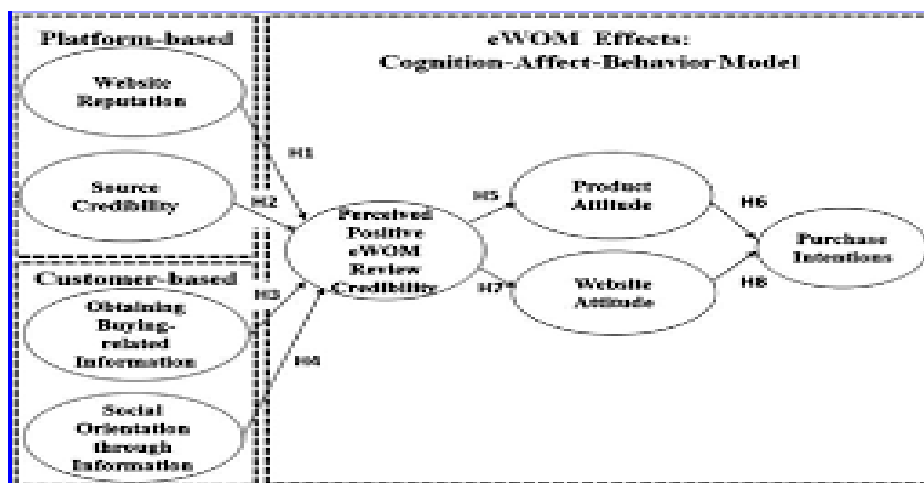 Platform-based
Website
Reputation
Source
Credibility
Customer-based
Obtaining
Buying-
related
Information
Social
Orientation
through
Information
eWOM Effects:
Cognition-Affect-Behavior Model
H1
H2
H3
H4
Perceived
Positive
eWOM
Review
Credibility
H5
H7
Product
Attitude
Website
Attitude
H6
H8
Purchase
Intentions